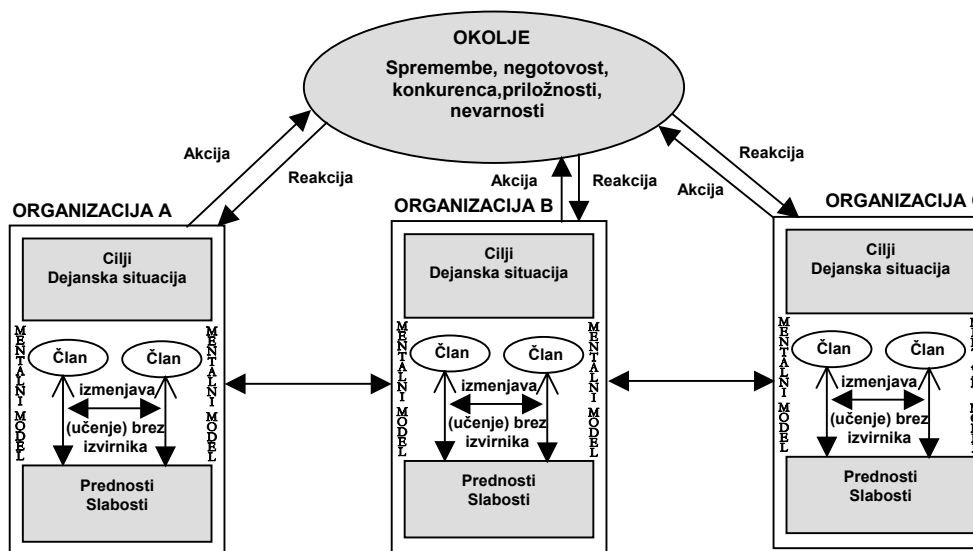 OKOLJE
Spremembe, negotovost,
konkurenca,priložnosti,
nevarnosti
Akcija
Reakcija
Akcija
Reakcija
Reakcija
Akcija
ORGANIZACIJA A
Cilji
Dejanska situacija
MENTALNI MODEL
MENTALNI MODEL
Član
Član
izmenjava
(učenje) brez
izvirnika
Prednosti
Slabosti
ORGANIZACIJA B
Cilji
Dejanska situacija
MENTALNI MODEL
MENTALNI MODEL
Član
Član
izmenjava
(učenje) brez
izvirnika
Prednosti
Slabosti
ORGANIZACIJA
Cilji
Dejanska situacija
MENTALNI MODEL
Član
Član
izmenjava
(učenje) brez
izvirnika
Prednosti
Slabosti